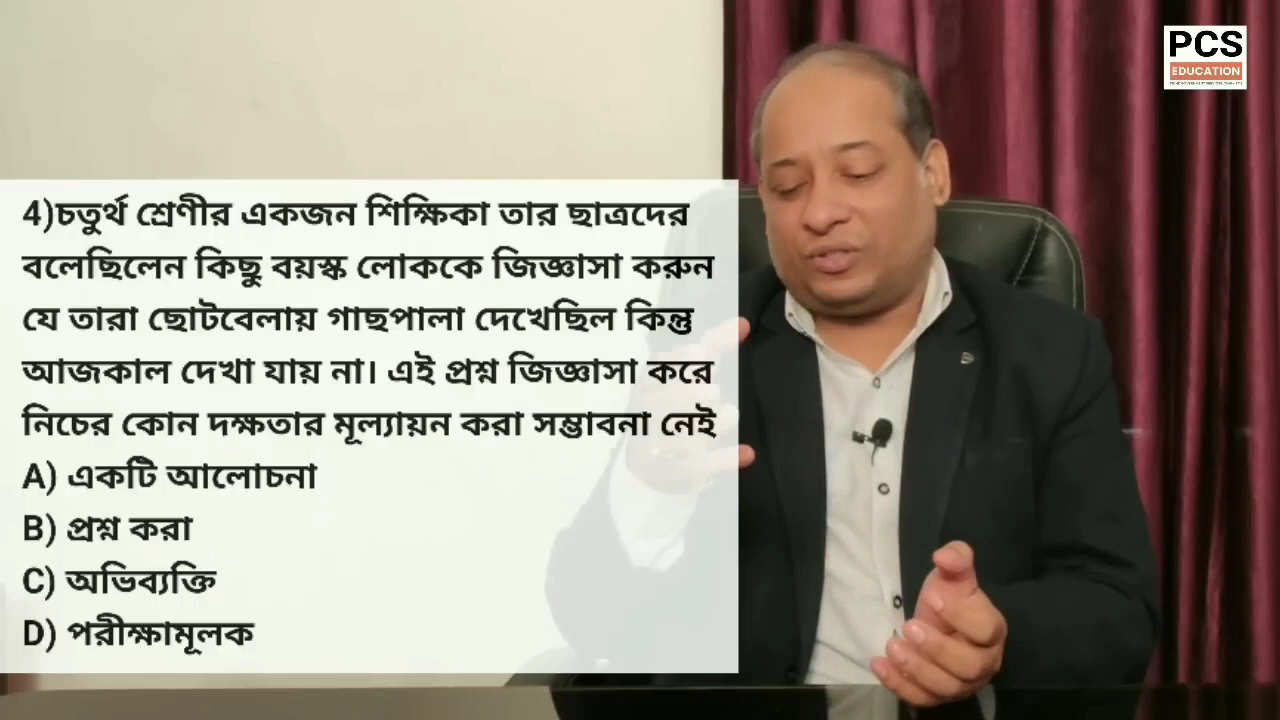 PCS
EDUCATION
4)চতুর্থ শ্রেণীর একজন শিক্ষিকা তার ছাত্রদের
বলেছিলেন কিছু বয়স্ক লোককে জিজ্ঞাসা করুন
যে তারা ছোটবেলায় গাছপালা দেখেছিল কিন্তু
আজকাল দেখা যায় না। এই প্রশ্ন জিজ্ঞাসা করে
নিচের কোন দক্ষতার মূল্যায়ন করা সম্ভাবনা নেই
A) একটি আলোচনা
B) প্রশ্ন করা
C) অভিব্যক্তি
D) পরীক্ষামূলক